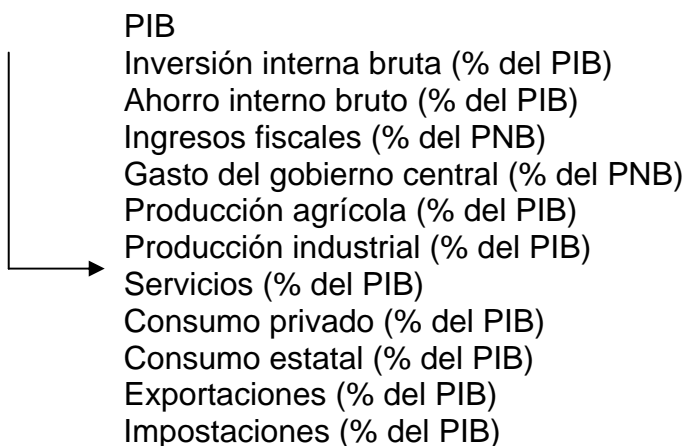 PIB
Inversión interna bruta (% del PIB)
Ahorro interno bruto (% del PIB)
Ingresos fiscales (% del PNB)
Gasto del gobierno central (% del PNB)
Producción agrícola (% del PIB)
Producción industrial (% del PIB)
Servicios (% del PIB)
Consumo privado (% del PIB)
Consumo estatal (% del PIB)
Exportaciones (% del PIB)
Impostaciones (% del PIB)